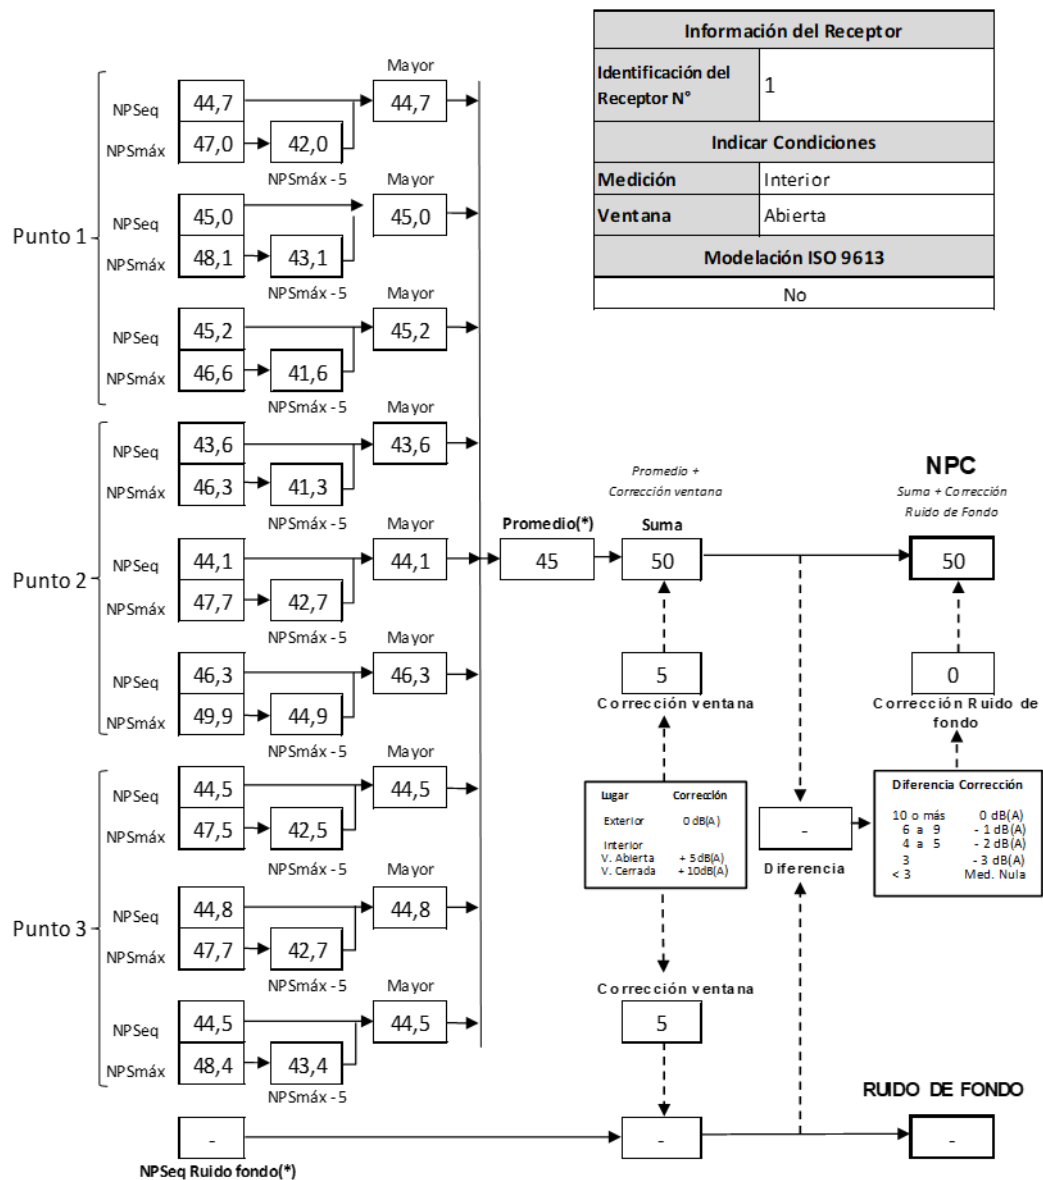 Información del Receptor
Identificación del
Receptor N°
1
Indicar Condiciones
Medición
Interior
Ventana
Abierta
Modelación ISO 9613
No
Punto 1
Mayor
NPSeq
44,7
44,7
NPSmáx
47,0
42,0
NPSmáx - 5
Mayor
NPSeq
45,0
45,0
NPSmáx
48,1
43,1
NPSmáx - 5
Mayor
NPSeq
45,2
45,2
NPSmáx
46,6
41,6
NPSmáx - 5
Punto 2
Mayor
NPSeq
43,6
43,6
NPSmáx
46,3
41,3
NPSmáx - 5
Mayor
NPSeq
44,1
44,1
NPSmáx
47,7
42,7
NPSmáx - 5
Mayor
NPSeq
46,3
46,3
NPSmáx
49,9
44,9
NPSmáx - 5
Punto 3
Mayor
NPSeq
44,5
44,5
NPSmáx
47,5
42,5
NPSmáx - 5
Mayor
NPSeq
44,8
44,8
NPSmáx
47,7
42,7
NPSmáx - 5
Mayor
NPSeq
44,5
44,5
NPSmáx
48,4
43,4
NPSmáx - 5
-
NPSeq Ruido fondo(*)
Promedio(*)
45
Promedio +
Corrección ventana
Suma
50
5
Corrección ventana
Lugar Corrección
Exterior 0 dB(A)
Interior
V. Abierta + 5 dB(A)
V. Cerrada + 10dB(A)
Corrección ventana
5
-
-
Diferencia
NPC
Suma + Corrección
Ruido de Fondo
50
0
Corrección Ruido de
fondo
Diferencia Corrección
10 o más 0 dB(A)
6 a 9 - 1 dB(A)
4 a 5 - 2 dB(A)
3 - 3 dB(A)
< 3 Med. Nula
RUIDO DE FONDO
-